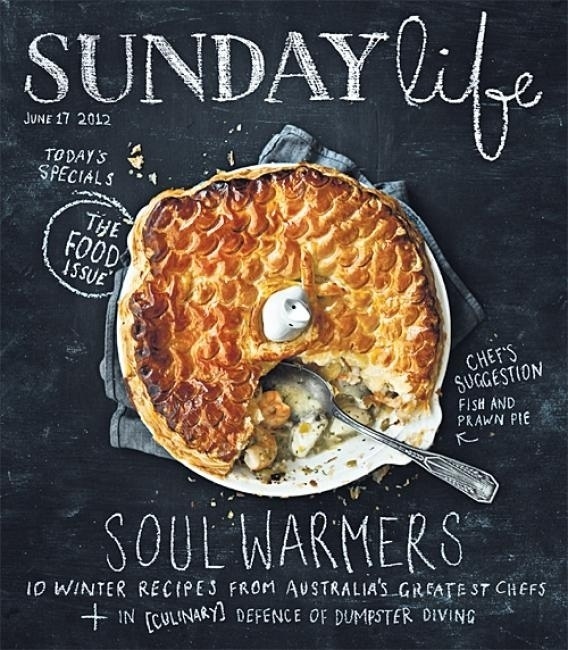 SUNDAY life
JUNE 17 2012
TODAY'S
SPECIALS
THE
FOOD
ISSUE
CHEF'S
SUGGESTION
FISH AND
PRAWN PIE
SOUL WARMERS
10 WINTER RECIPES FROM AUSTRALIA'S GREATEST CHEFS
+ IN [CULINARY] DEFENCE OF DUMPSTER DIVING